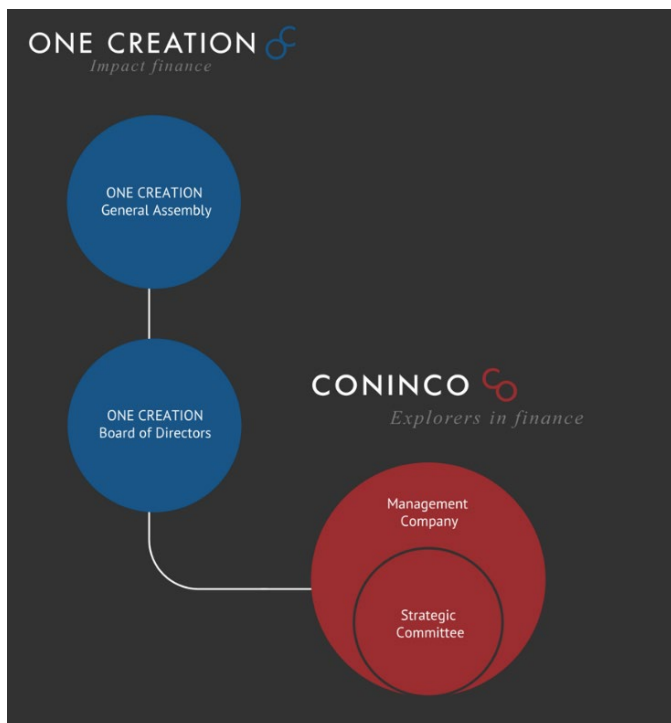 ONE CREATION
Impact finance
ONE CREATION
General Assembly
ONE CREATION
Board of Directors
CONINCO
Explorers in finance
Management
Company
Strategic
Committee